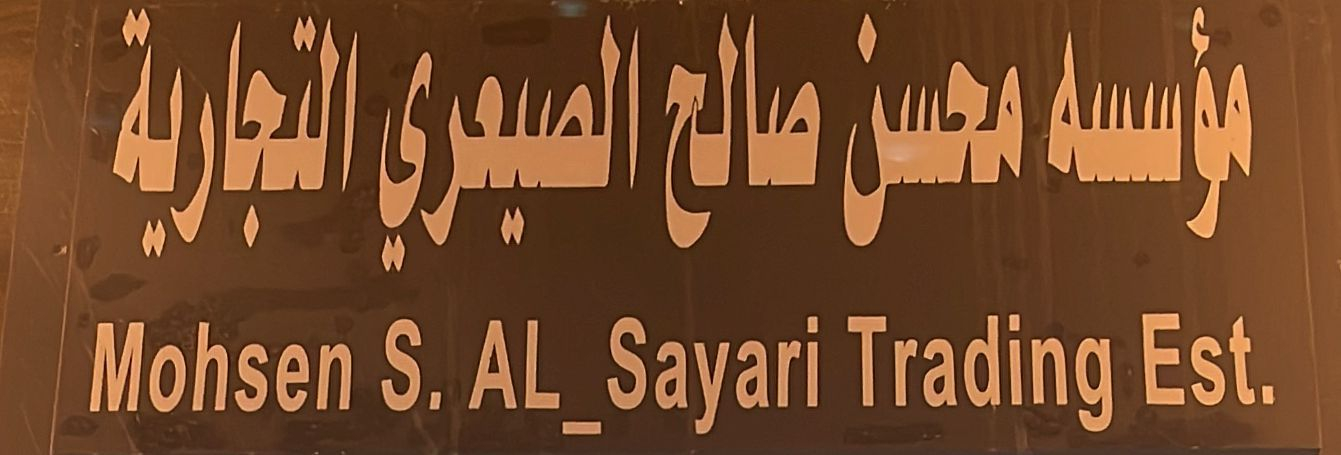 مؤسسه محسن صالح الصيعري التجارية
Mohsen S. AL_Sayari Trading Est.